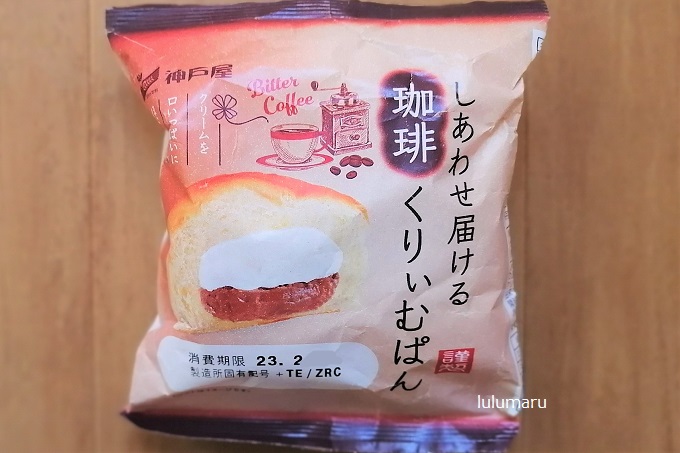 神戸屋
Bitter
Coffee
クリームを
口いっぱいに
しあわせ届ける
珈琲
くりぃむぱん
謹製
消費期限 23. 2
製造所固有記号 +TE/ZRC
lulumaru